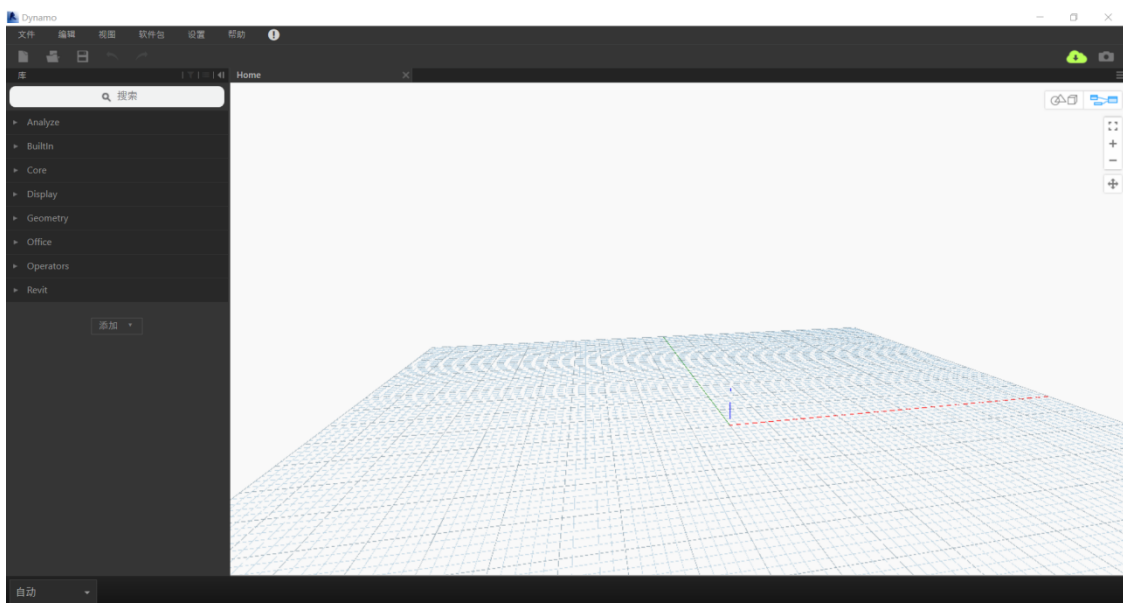 Dynamo
文件 编辑 视图 软件包 设置 帮助
库
Home
搜索
Analyze
BuiltIn
Core
Display
Geometry
Office
Operators
Revit
添加
自动